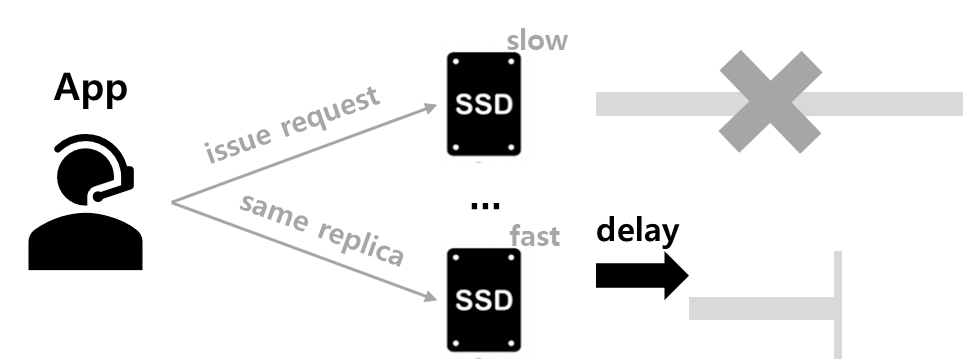 slow
App
issue request
SSD
same replica
...
fast
delay
SSD